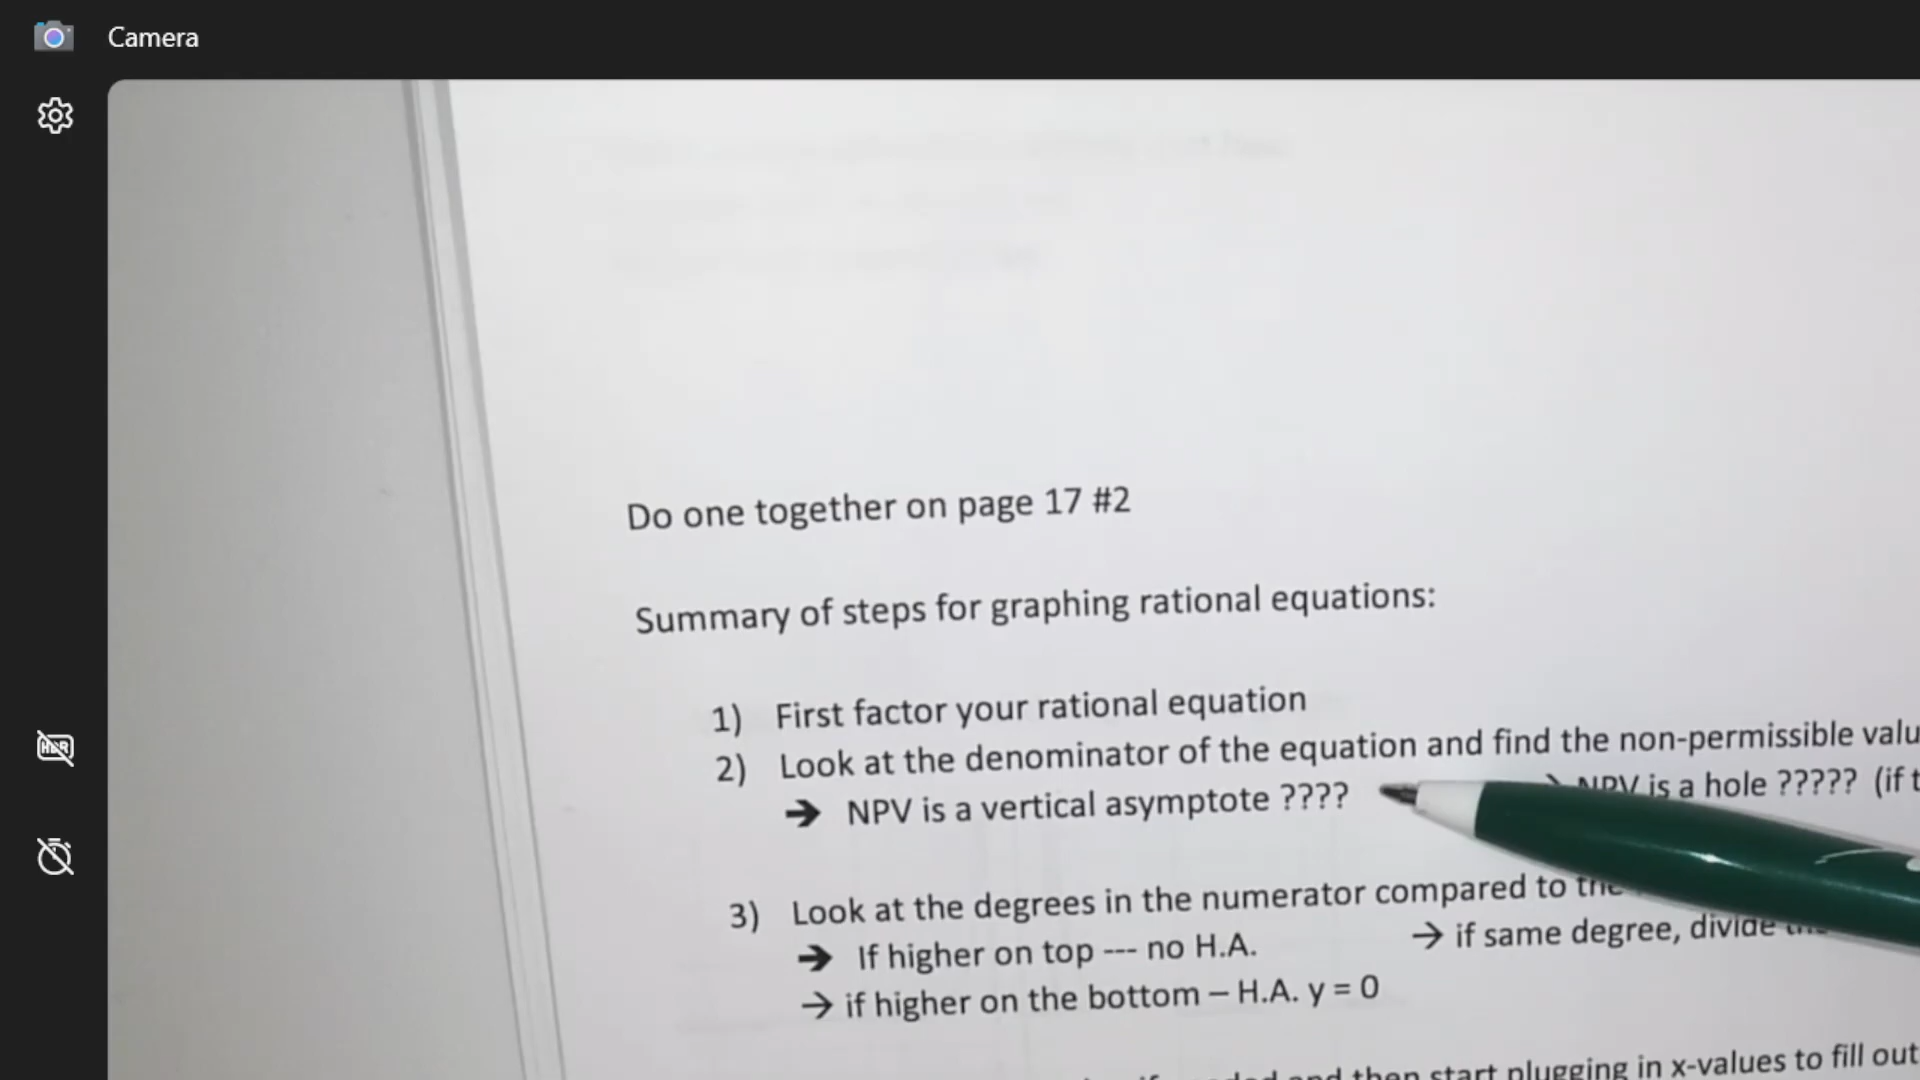 Camera
Do one together on page 17 #2
Summary of steps for graphing rational equations:
1) First factor your rational equation
2) Look at the denominator of the equation and find the non-permissible
→ NPV is a vertical asymptote ???? → NPV is a hole ????? (if
3) Look at the degrees in the numerator compared to
→ If higher on top --- no H.A. → if same degree, divide
→ if higher on the bottom – H.A. y = 0
and then start plugging in x-values to fill out